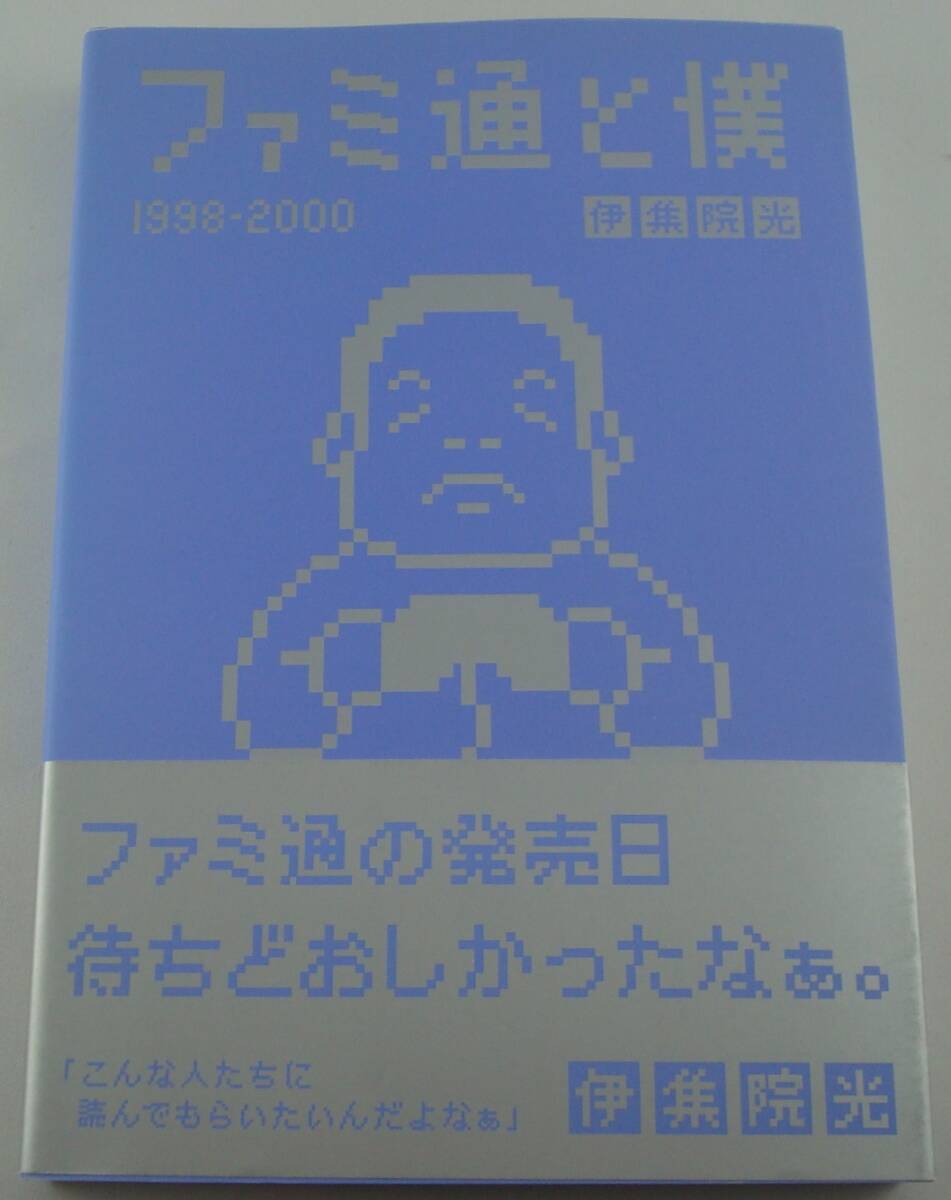 ファミ通と僕
1998-2000
伊集院光
ファミ通の発売日
待ちどおしかったなぁ。
「こんな人たちに
読んでもらいたいんだよなぁ」
伊集院光